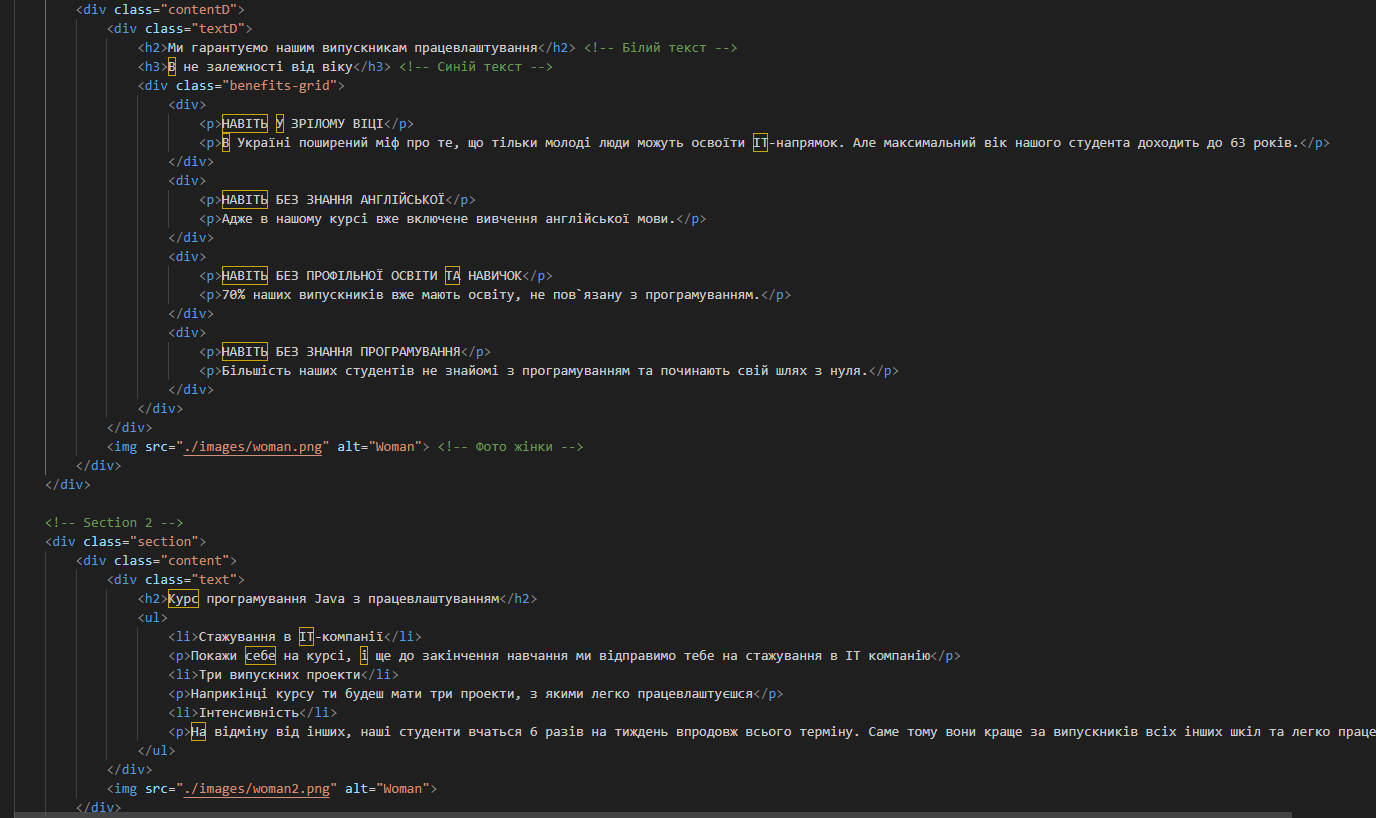 <div class="contentD">
<div class="textD">
<h2>Ми гарантуємо нашим випускникам працевлаштування</h2> <!-- Білий текст -->
<h3>В не залежності від віку</h3> <!-- Синій текст -->
<div class="benefits-grid">
<div>
<p>НАВІТЬ У ЗРІЛОМУ ВІЦІ</p>
<p>В Україні поширений міф про те, що тільки молоді люди можуть освоїти ІТ-напрямок. Але максимальний вік нашого студента доходить до 63 років.</p>
</div>
<div>
<p>НАВІТЬ БЕЗ ЗНАННЯ АНГЛІЙСЬКОЇ</p>
<p>Адже в нашому курсі вже включене вивчення англійської мови.</p>
</div>
<div>
<p>НАВІТЬ БЕЗ ПРОФІЛЬНОЇ ОСВІТИ ТА НАВИЧОК</p>
<p>70% наших випускників вже мають освіту, не пов`язану з програмуванням.</p>
</div>
<div>
<p>НАВІТЬ БЕЗ ЗНАННЯ ПРОГРАМУВАННЯ</p>
<p>Більшість наших студентів не знайомі з програмуванням та починають свій шлях з нуля.</p>
</div>
</div>
</div>
<img src="./images/woman.png" alt="Woman"> <!-- Фото жінки -->
</div>
</div>
<!-- Section 2 -->
<div class="section">
<div class="content">
<div class="text">
<h2>Курс програмування Java з працевлаштуванням</h2>
<ul>
<li>Стажування в ІТ-компанії</li>
<p>Покажи себе на курсі, і ще до закінчення навчання ми відправимо тебе на стажування в ІТ компанію</p>
<li>Три випускних проекти</li>
<p>Наприкінці курсу ти будеш мати три проекти, з якими легко працевлаштуєшся</p>
<li>Інтенсивність</li>
<p>На відміну від інших, наші студенти вчаться 6 разів на тиждень впродовж всього терміну. Саме тому вони краще за випускників всіх інших шкіл та легко праце
</ul>
</div>
<img src="./images/woman2.png" alt="Woman">
</div>